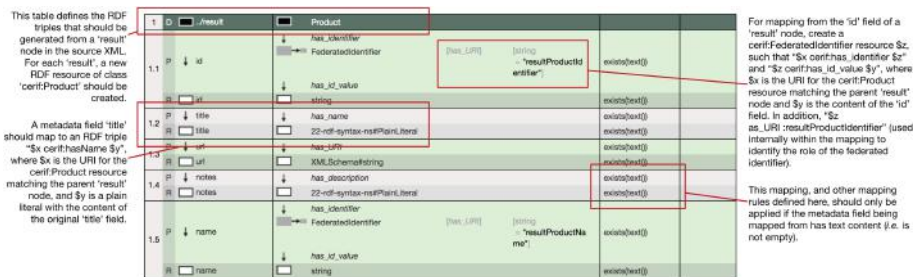 This table defines the RDF
triples that should be
generated from a 'result'
node in the source XML.
For each 'result', a new
RDF resource of class
'cerif:Product' should be
created.
A metadata field 'title'
should map to an RDF triple
"$x cerif:hasName $y",
where $x is the URI for the
cerif:Product resource
matching the parent 'result'
node, and $y is a plain
literal with the content of
the original 'title' field.
1 D ../result Product
1.1 P id has_identifier
FederatedIdentifier [has_URI] [string
= "resultProductId
entifier"] exists(text())
has_id_value
R id string exists(text())
1.2 P title has_name exists(text())
R title 22-rdf-syntax-ns#PlainLiteral exists(text())
1.3 P url has_URI exists(text())
R url XMLSchema#string exists(text())
1.4 P notes has_description exists(text())
R notes 22-rdf-syntax-ns#PlainLiteral exists(text())
1.5 P name has_identifier
FederatedIdentifier [has_URI] [string
= "resultProductNa
me"] exists(text())
has_id_value
R name string exists(text())
For mapping from the 'id' field of a
'result' node, create a
cerif:FederatedIdentifier resource $z,
such that "$x cerif:has_identifier $z"
and "$z cerif:has_id_value $y", where
$x is the URI for the cerif:Product
resource matching the parent 'result'
node and $y is the content of the 'id'
field. In addition, "$z
as_URI :resultProductIdentifier" (used
internally within the mapping to
identify the role of the federated
identifier).
This mapping, and other mapping
rules defined here, should only be
applied if the metadata field being
mapped from has text content (i.e. is
not empty).